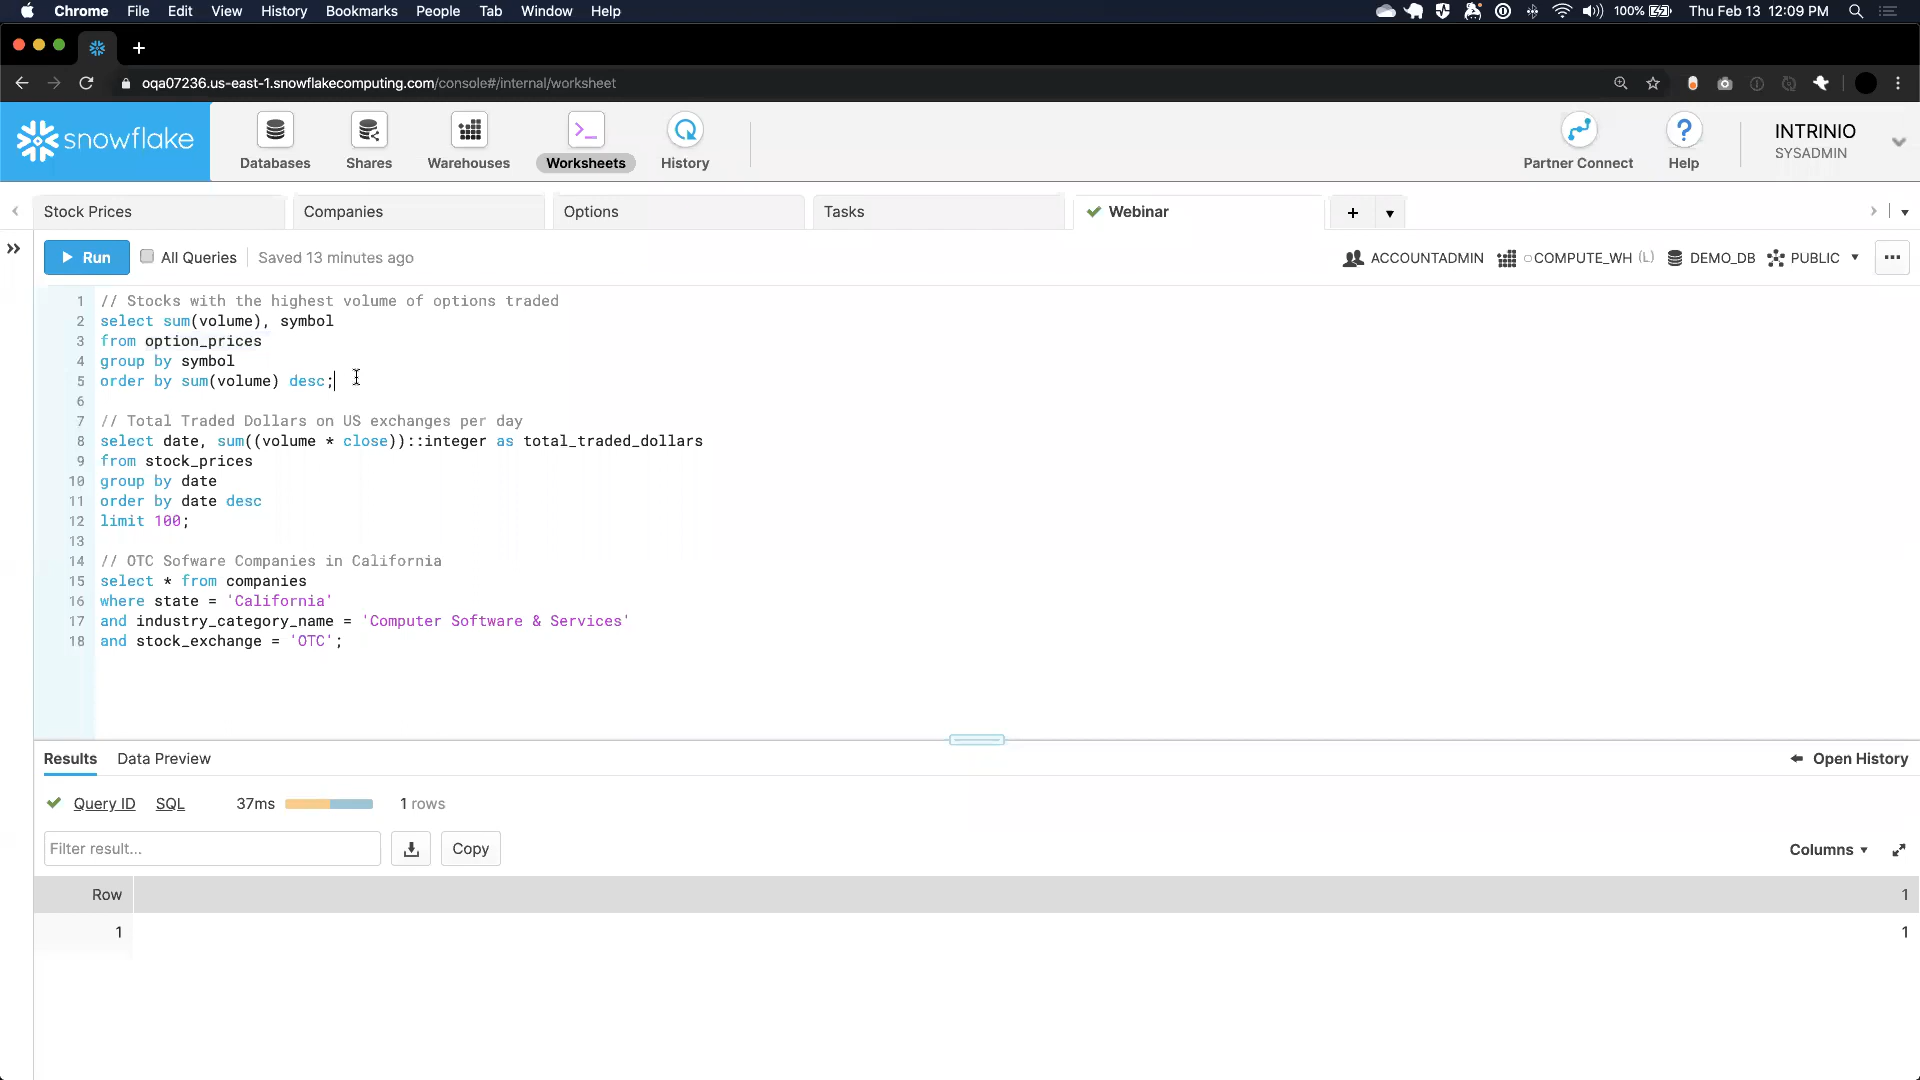 Chrome File Edit View History Bookmarks People Tab Window Help 100% Thu Feb 13 12:09 PM
oqa07236.us-east-1.snowflakecomputing.com/console#/internal/worksheet
snowflake Databases Shares Warehouses Worksheets History Partner Connect Help INTRINIO
SYSADMIN
Stock Prices Companies Options Tasks Webinar
Run All Queries Saved 13 minutes ago ACCOUNTADMIN COMPUTE_WH (L) DEMO_DB PUBLIC
1 // Stocks with the highest volume of options traded
2 select sum(volume), symbol
3 from option_prices
4 group by symbol
5 order by sum(volume) desc;
6
7 // Total Traded Dollars on US exchanges per day
8 select date, sum((volume * close))::integer as total_traded_dollars
9 from stock_prices
10 group by date
11 order by date desc
12 limit 100;
13
14 // OTC Sofware Companies in California
15 select * from companies
16 where state = 'California'
17 and industry_category_name = 'Computer Software & Services'
18 and stock_exchange = 'OTC';
Results Data Preview Open History
Query ID SQL 37ms 1 rows
Filter result... Copy Columns
Row 1
1 1